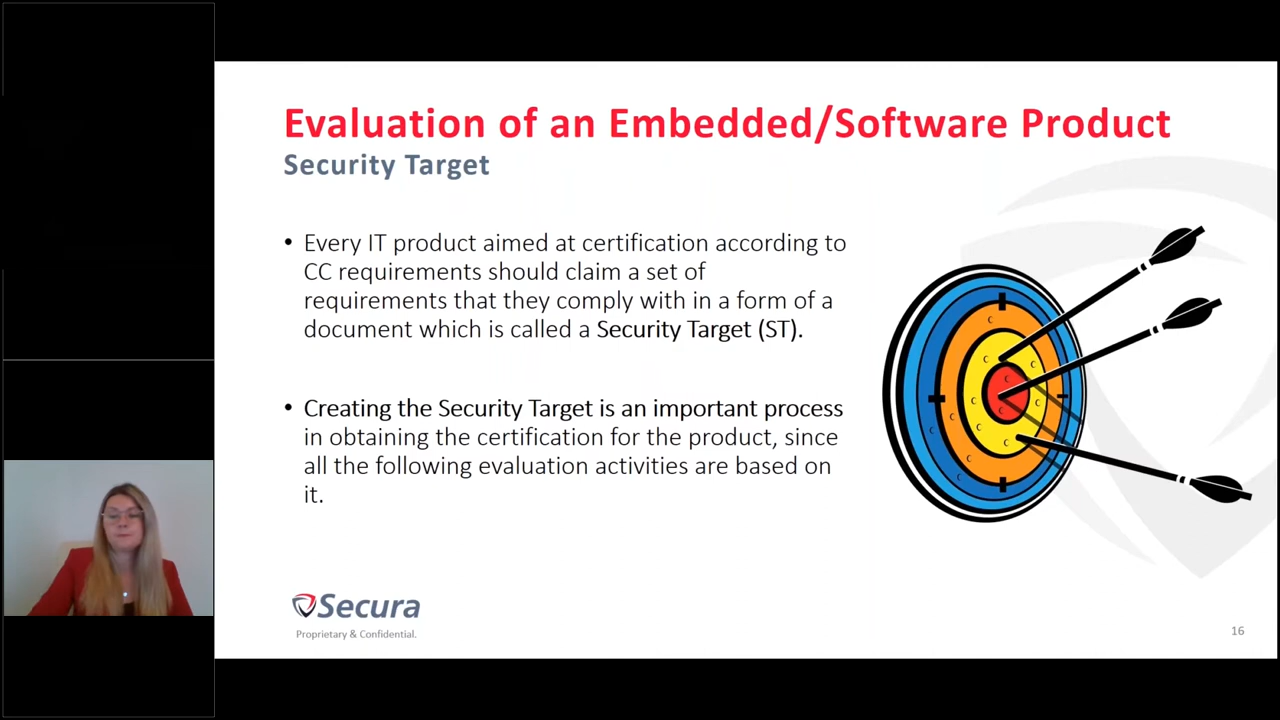 Evaluation of an Embedded/Software Product
Security Target
• Every IT product aimed at certification according to
CC requirements should claim a set of
requirements that they comply with in a form of a
document which is called a Security Target (ST).
• Creating the Security Target is an important process
in obtaining the certification for the product, since
all the following evaluation activities are based on
it.
Secura
Proprietary & Confidential.
16